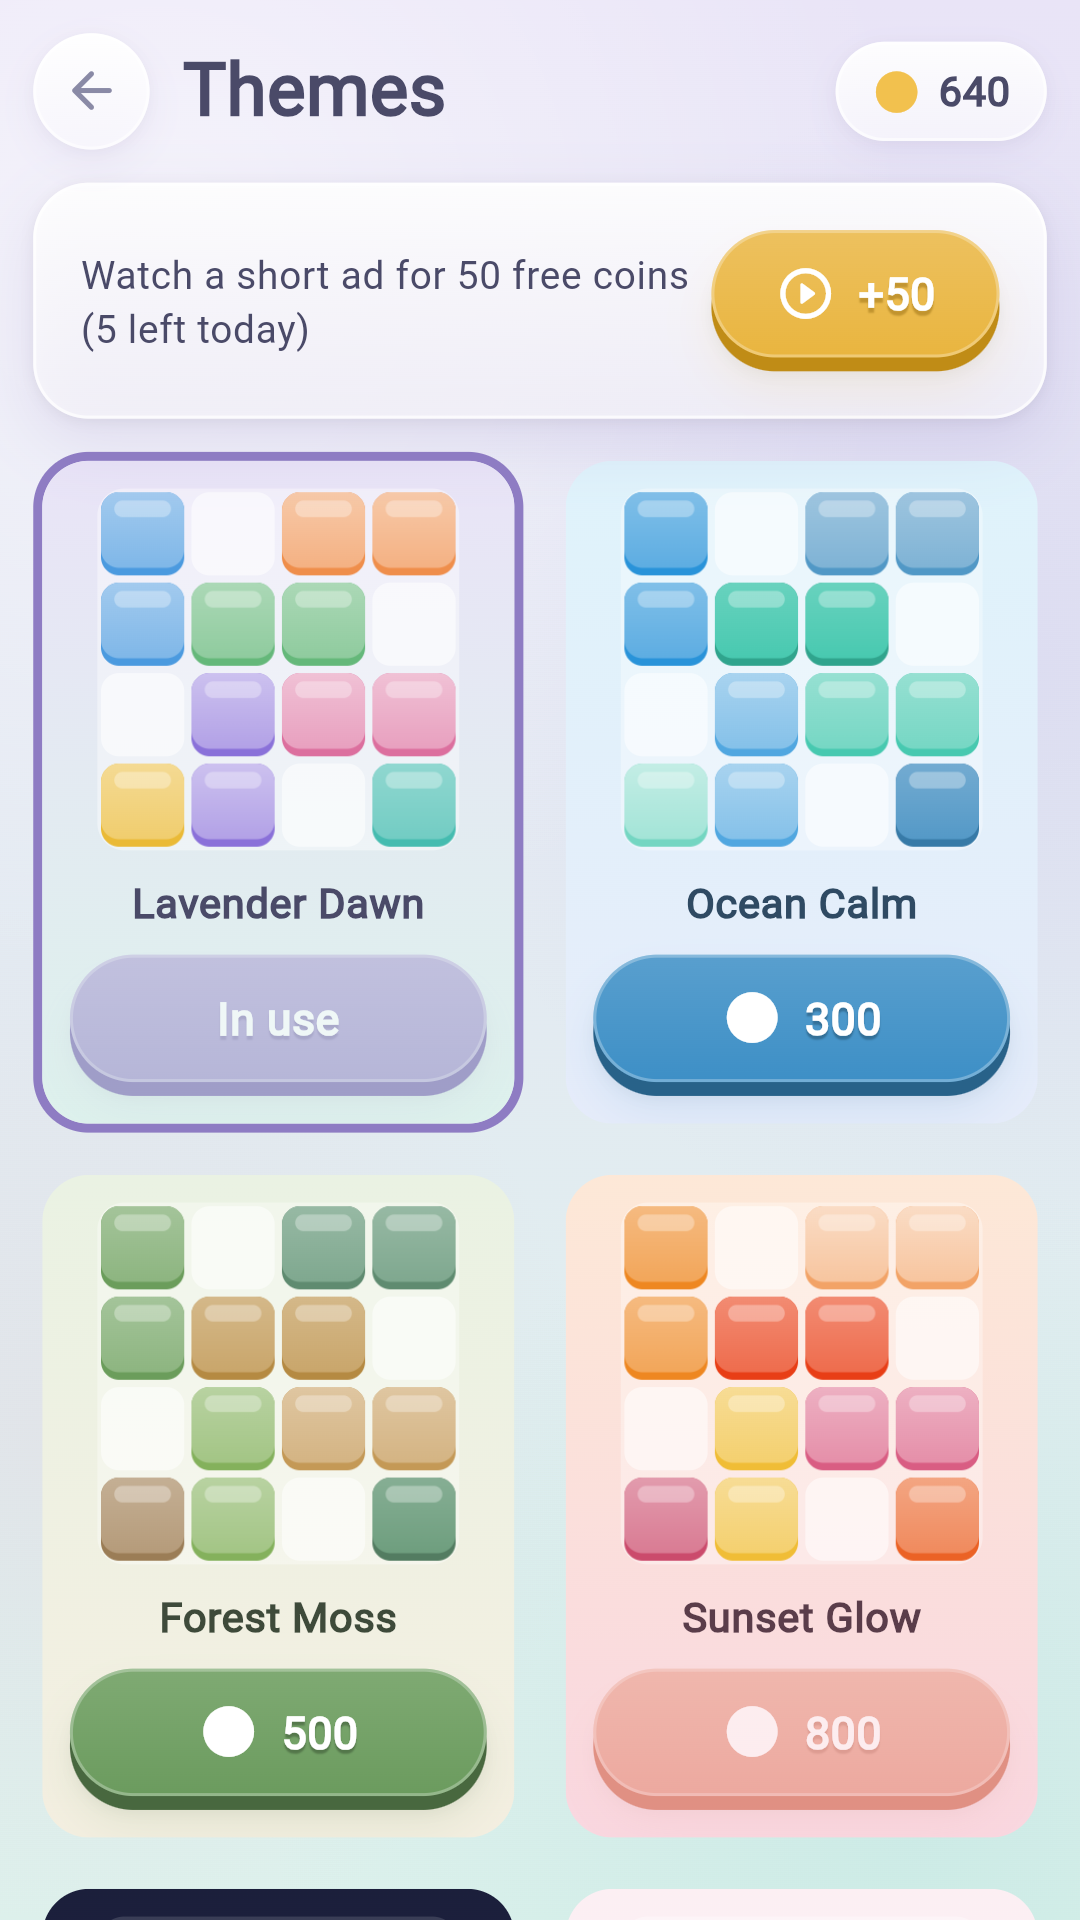 Themes
640
Watch a short ad for 50 free coins
(5 left today)
+50
Lavender Dawn
Ocean Calm
In use
300
Forest Moss
Sunset Glow
500
800